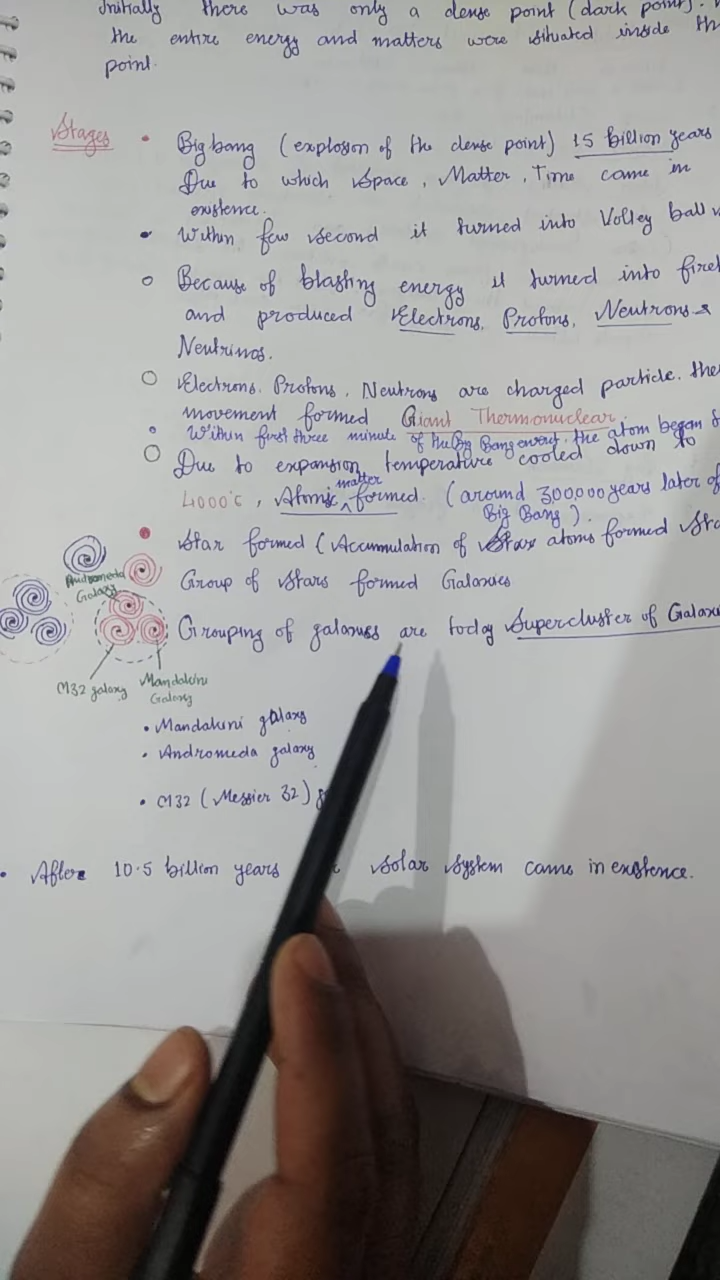 Initially there was only a dense point (dark point).
the entire energy and matters were situated inside
point.
Stages
Big bang (explosion of the dense point) 15 billion years
Due to which Space, Matter, Time came in
existence.
Within few second it turned into Volley ball
Because of blasting energy it turned into
and produced Electrons, Protons, Neutrons &
Neutrinos.
Electrons, Protons, Neutrons are charged particle.
movement formed Giant Thermonuclear.
Within first three minute of the Big Bang event, the atom began
Due to expansion, temperature cooled down to
4000°C, Atomic matter formed. (around 300,000 years later of
Big Bang).
Star formed (Accumulation of atoms formed
Group of Stars formed Galaxies
Grouping of galaxies are today Supercluster of
Andromeda
Galaxy
M32 galaxy
Mandakini
Galaxy
Mandakini galaxy
Andromeda galaxy
M32 (Messier 32)
After 10.5 billion years Solar System came in existence.